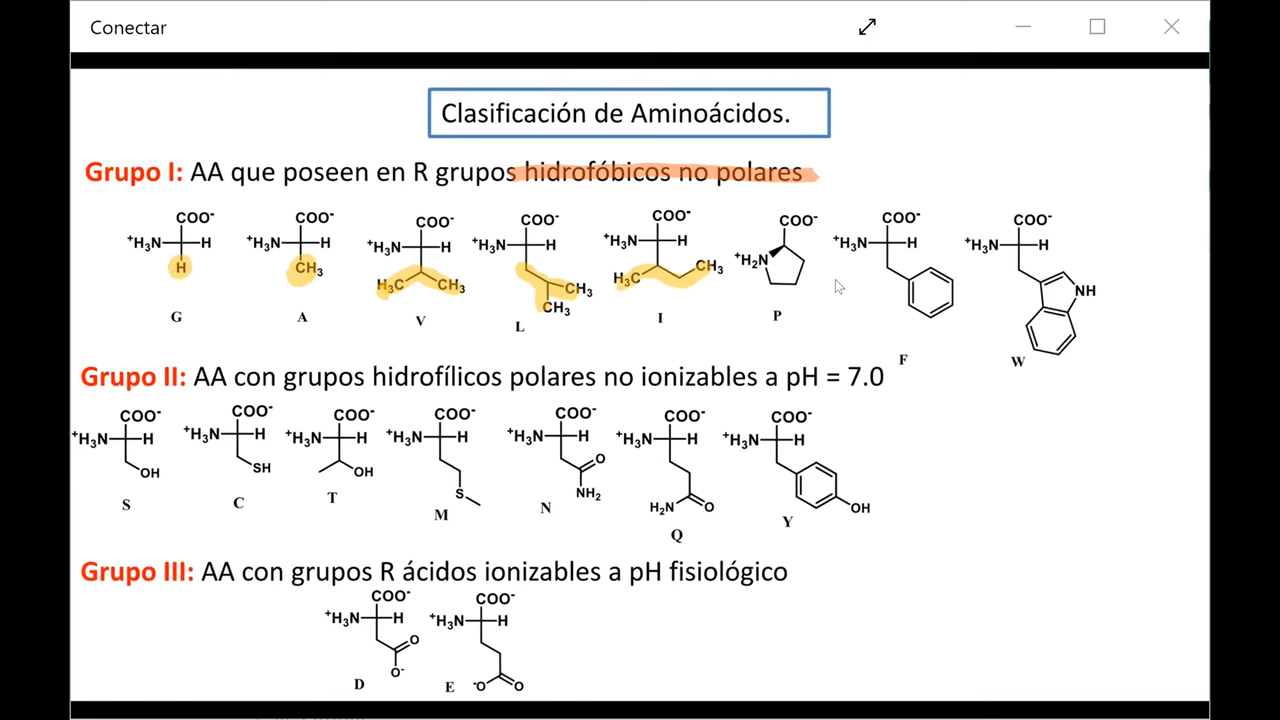 Conectar
Clasificación de Aminoácidos.
Grupo I: AA que poseen en R grupos hidrofóbicos no polares
COO⁻ COO⁻ COO⁻ COO⁻ COO⁻ COO⁻ COO⁻ COO⁻
⁺H₃N H ⁺H₃N H ⁺H₃N H ⁺H₃N H ⁺H₃N H ⁺H₂N ⁺H₃N H ⁺H₃N H
H CH₃ H₃C CH₃ CH₃ H₃C CH₃ NH
CH₃
G A V L I P F W
Grupo II: AA con grupos hidrofílicos polares no ionizables a pH = 7.0
COO⁻ COO⁻ COO⁻ COO⁻ COO⁻ COO⁻ COO⁻
⁺H₃N H ⁺H₃N H ⁺H₃N H ⁺H₃N H ⁺H₃N H ⁺H₃N H ⁺H₃N H
OH SH OH S O NH₂ H₂N O OH
S C T M N Q Y
Grupo III: AA con grupos R ácidos ionizables a pH fisiológico
COO⁻ COO⁻
⁺H₃N H ⁺H₃N H
O
O⁻ ⁻O O
D E